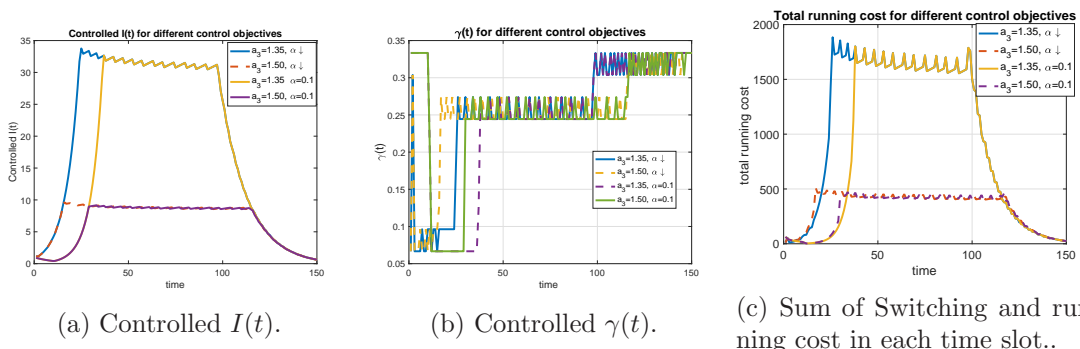 Controlled I(t) for different control objectives
a3=1.35, α ↓
a3=1.50, α ↓
a3=1.35 α=0.1
a3=1.50, α=0.1
Controlled I(t)
35
30
25
20
15
10
5
0
0 50 100 150
time
(a) Controlled I(t).
γ(t) for different control objectives
a3=1.35, α ↓
a3=1.50, α ↓
a3=1.35, α=0.1
a3=1.50, α=0.1
γ(t)
0.35
0.3
0.25
0.2
0.15
0.1
0.05
0 50 100 150
time
(b) Controlled γ(t).
Total running cost for different control objectives
a3=1.35, α ↓
a3=1.50, α ↓
a3=1.35, α=0.1
a3=1.50, α=0.1
total running cost
2000
1500
1000
500
0
0 50 100 150
time
(c) Sum of Switching and run
ning cost in each time slot..